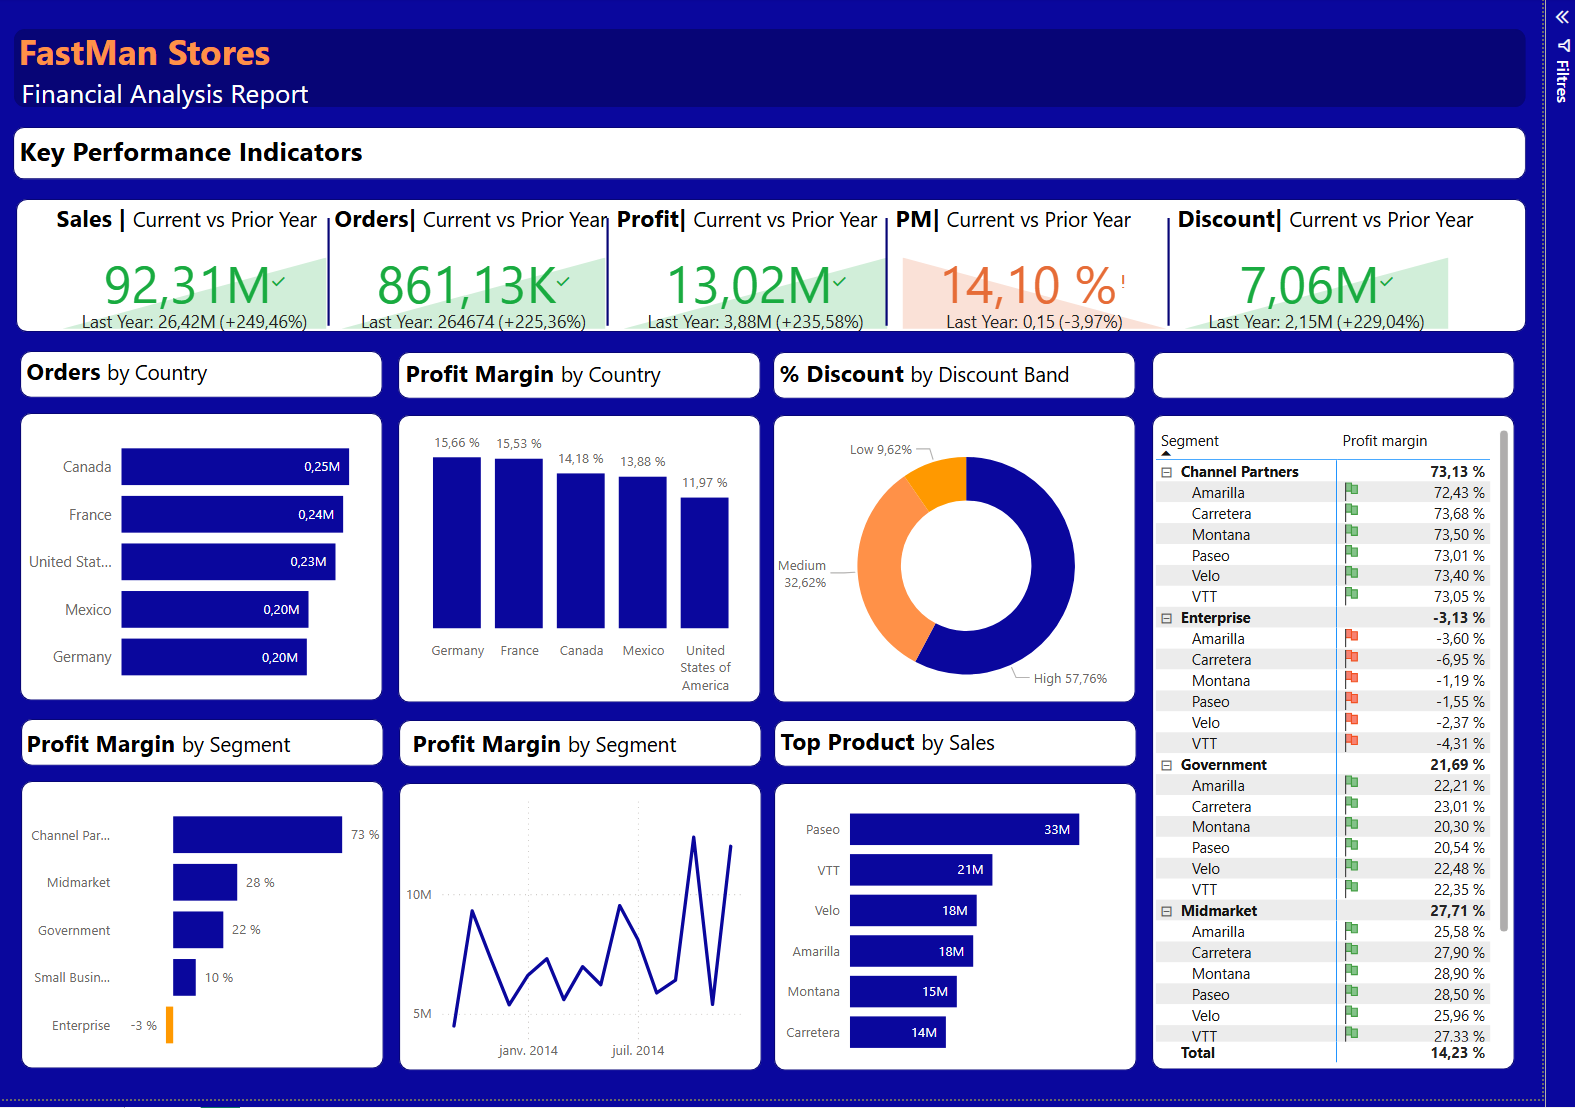 FastMan Stores
Financial Analysis Report
Filtres
Key Performance Indicators
Sales | Current vs Prior Year
92,31M
Last Year: 26,42M (+249,46%)
Orders| Current vs Prior Year
861,13K
Last Year: 264674 (+225,36%)
Profit| Current vs Prior Year
13,02M
Last Year: 3,88M (+235,58%)
PM| Current vs Prior Year
14,10 %!
Last Year: 0,15 (-3,97%)
Discount| Current vs Prior Year
7,06M
Last Year: 2,15M (+229,04%)
Orders by Country
Canada 0,25M
France 0,24M
United Stat... 0,23M
Mexico 0,20M
Germany 0,20M
Profit Margin by Country
15,66 % 15,53 % 14,18 % 13,88 % 11,97 %
Germany France Canada Mexico United
States of
America
% Discount by Discount Band
Low 9,62%
Medium
32,62%
High 57,76%
Segment Profit margin
Channel Partners 73,13 %
Amarilla 72,43 %
Carretera 73,68 %
Montana 73,50 %
Paseo 73,01 %
Velo 73,40 %
VTT 73,05 %
Enterprise -3,13 %
Amarilla -3,60 %
Carretera -6,95 %
Montana -1,19 %
Paseo -1,55 %
Velo -2,37 %
VTT -4,31 %
Government 21,69 %
Amarilla 22,21 %
Carretera 23,01 %
Montana 20,30 %
Paseo 20,54 %
Velo 22,48 %
VTT 22,35 %
Midmarket 27,71 %
Amarilla 25,58 %
Carretera 27,90 %
Montana 28,90 %
Paseo 28,50 %
Velo 25,96 %
VTT 27,33 %
Total 14,23 %
Profit Margin by Segment
Channel Par... 73 %
Midmarket 28 %
Government 22 %
Small Busin... 10 %
Enterprise -3 %
Profit Margin by Segment
10M
5M
janv. 2014 juil. 2014
Top Product by Sales
Paseo 33M
VTT 21M
Velo 18M
Amarilla 18M
Montana 15M
Carretera 14M